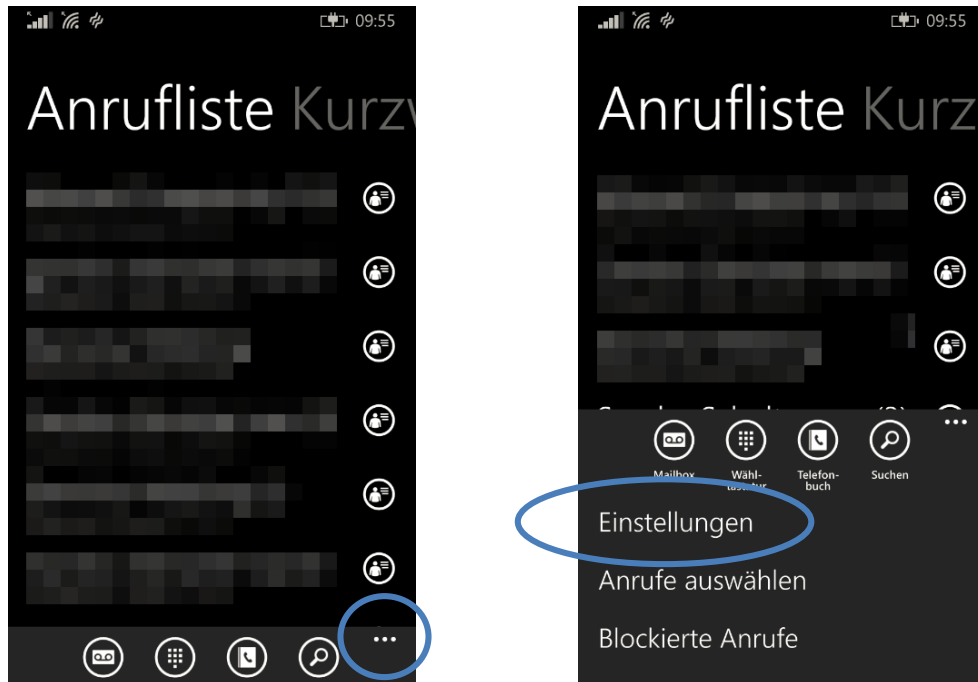 09:55
Anrufliste Kurzw
09:55
Anrufliste Kurz
Mailbox
Wähl-
tastatur
Telefon-
buch
Suchen
Einstellungen
Anrufe auswählen
Blockierte Anrufe